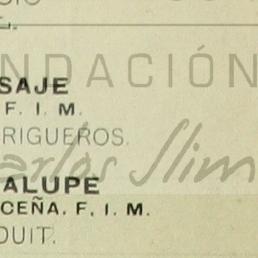 NDACIÓN
SAJE
F. I. M.
RIGUEROS.
Carlos Slim
ALUPE
CEÑA. F. I. M.
DUIT.